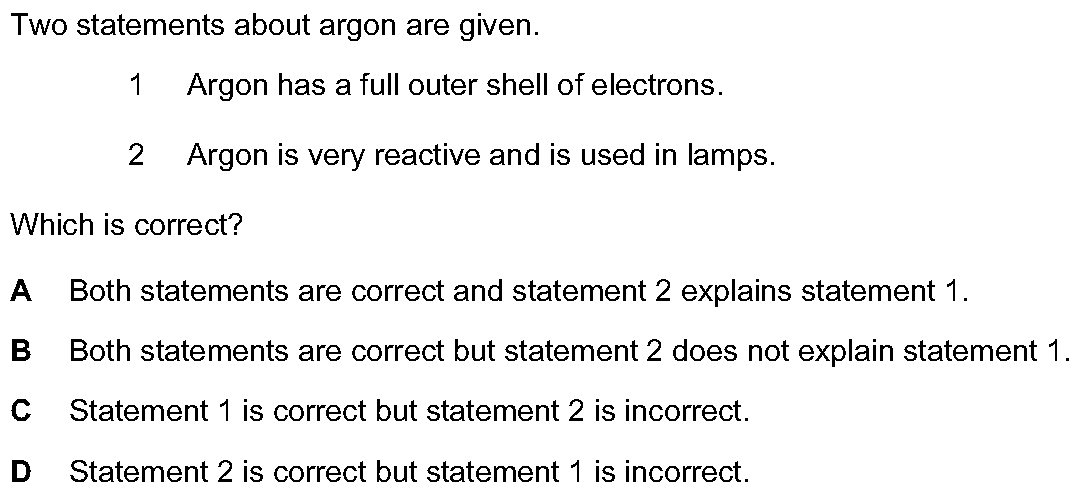 Two statements about argon are given.
1 Argon has a full outer shell of electrons.
2 Argon is very reactive and is used in lamps.
Which is correct?
A Both statements are correct and statement 2 explains statement 1.
B Both statements are correct but statement 2 does not explain statement 1.
C Statement 1 is correct but statement 2 is incorrect.
D Statement 2 is correct but statement 1 is incorrect.